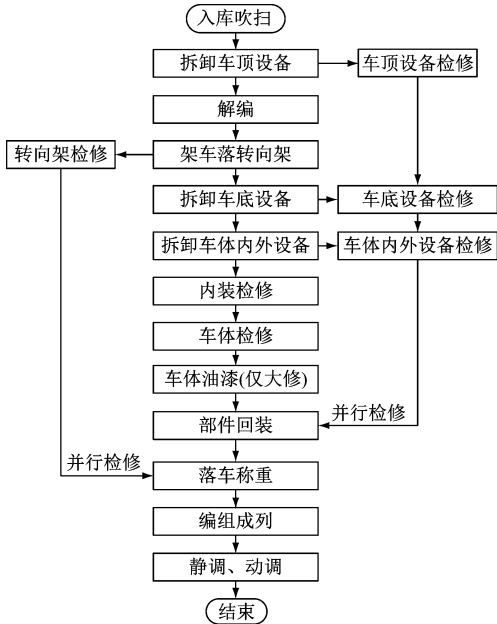 入库吹扫
拆卸车顶设备
车顶设备检修
解编
转向架检修
架车落转向架
拆卸车底设备
车底设备检修
拆卸车体内外设备
车体内外设备检修
内装检修
车体检修
车体油漆(仅大修)
并行检修
部件回装
并行检修
落车称重
编组成列
静调、动调
结束